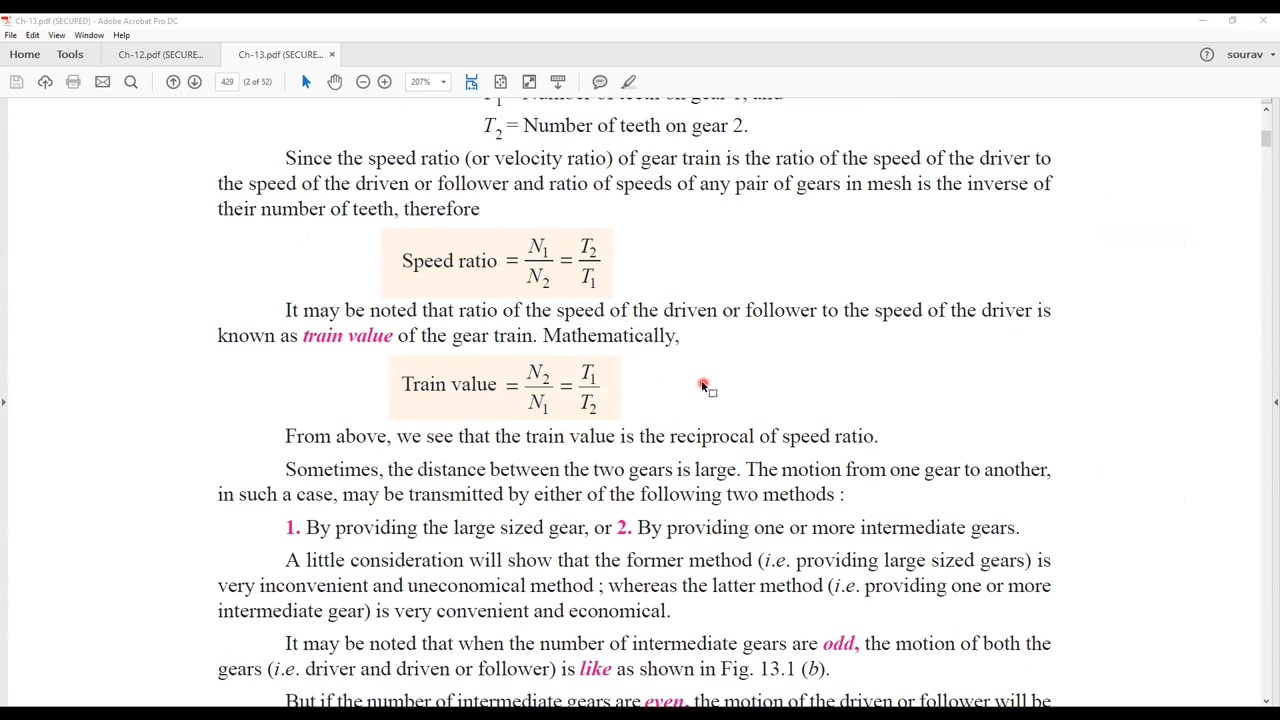 Ch-13.pdf (SECURED) - Adobe Acrobat Pro DC
File Edit View Window Help
Home Tools Ch-12.pdf (SECURE... Ch-13.pdf (SECURE... × ? sourav
429 (2 of 52) 207%
T1 = Number of teeth on gear 1, and
T2 = Number of teeth on gear 2.
Since the speed ratio (or velocity ratio) of gear train is the ratio of the speed of the driver to
the speed of the driven or follower and ratio of speeds of any pair of gears in mesh is the inverse of
their number of teeth, therefore
Speed ratio = N1/N2 = T2/T1
It may be noted that ratio of the speed of the driven or follower to the speed of the driver is
known as train value of the gear train. Mathematically,
Train value = N2/N1 = T1/T2
From above, we see that the train value is the reciprocal of speed ratio.
Sometimes, the distance between the two gears is large. The motion from one gear to another,
in such a case, may be transmitted by either of the following two methods :
1. By providing the large sized gear, or 2. By providing one or more intermediate gears.
A little consideration will show that the former method (i.e. providing large sized gears) is
very inconvenient and uneconomical method ; whereas the latter method (i.e. providing one or more
intermediate gear) is very convenient and economical.
It may be noted that when the number of intermediate gears are odd, the motion of both the
gears (i.e. driver and driven or follower) is like as shown in Fig. 13.1 (b).
But if the number of intermediate gears are even, the motion of the driven or follower will be